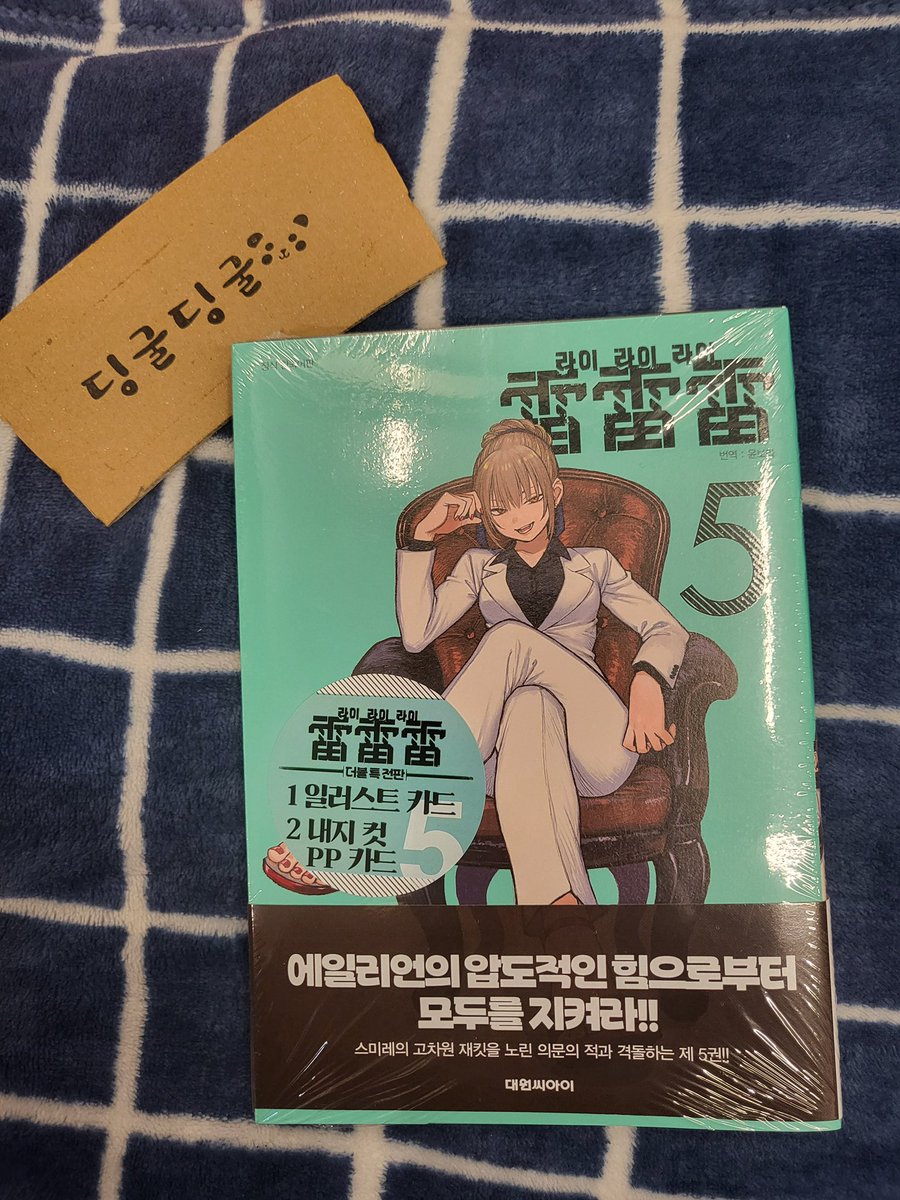 딩굴딩굴
라이 라이 라이
雷雷雷
번역 : 윤보
5
라이 라이 라이
雷雷雷
더블 특전판
1 일러스트 카드
2 내지 컷
PP 카드
5
에일리언의 압도적인 힘으로부터
모두를 지켜라!!
스미레의 고차원 재킷을 노린 의문의 적과 격돌하는 제 5권!!
대원씨아이